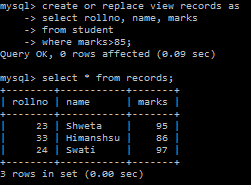 mysql> create or replace view records as
    -> select rollno, name, marks
    -> from student
    -> where marks>85;
Query OK, 0 rows affected (0.09 sec)
mysql> select * from records;
+--------+-----------+-------+
| rollno | name      | marks |
+--------+-----------+-------+
|     23 | Shweta    |    95 |
|     33 | Himanshu  |    86 |
|     24 | Swati     |    97 |
+--------+-----------+-------+
3 rows in set (0.00 sec)